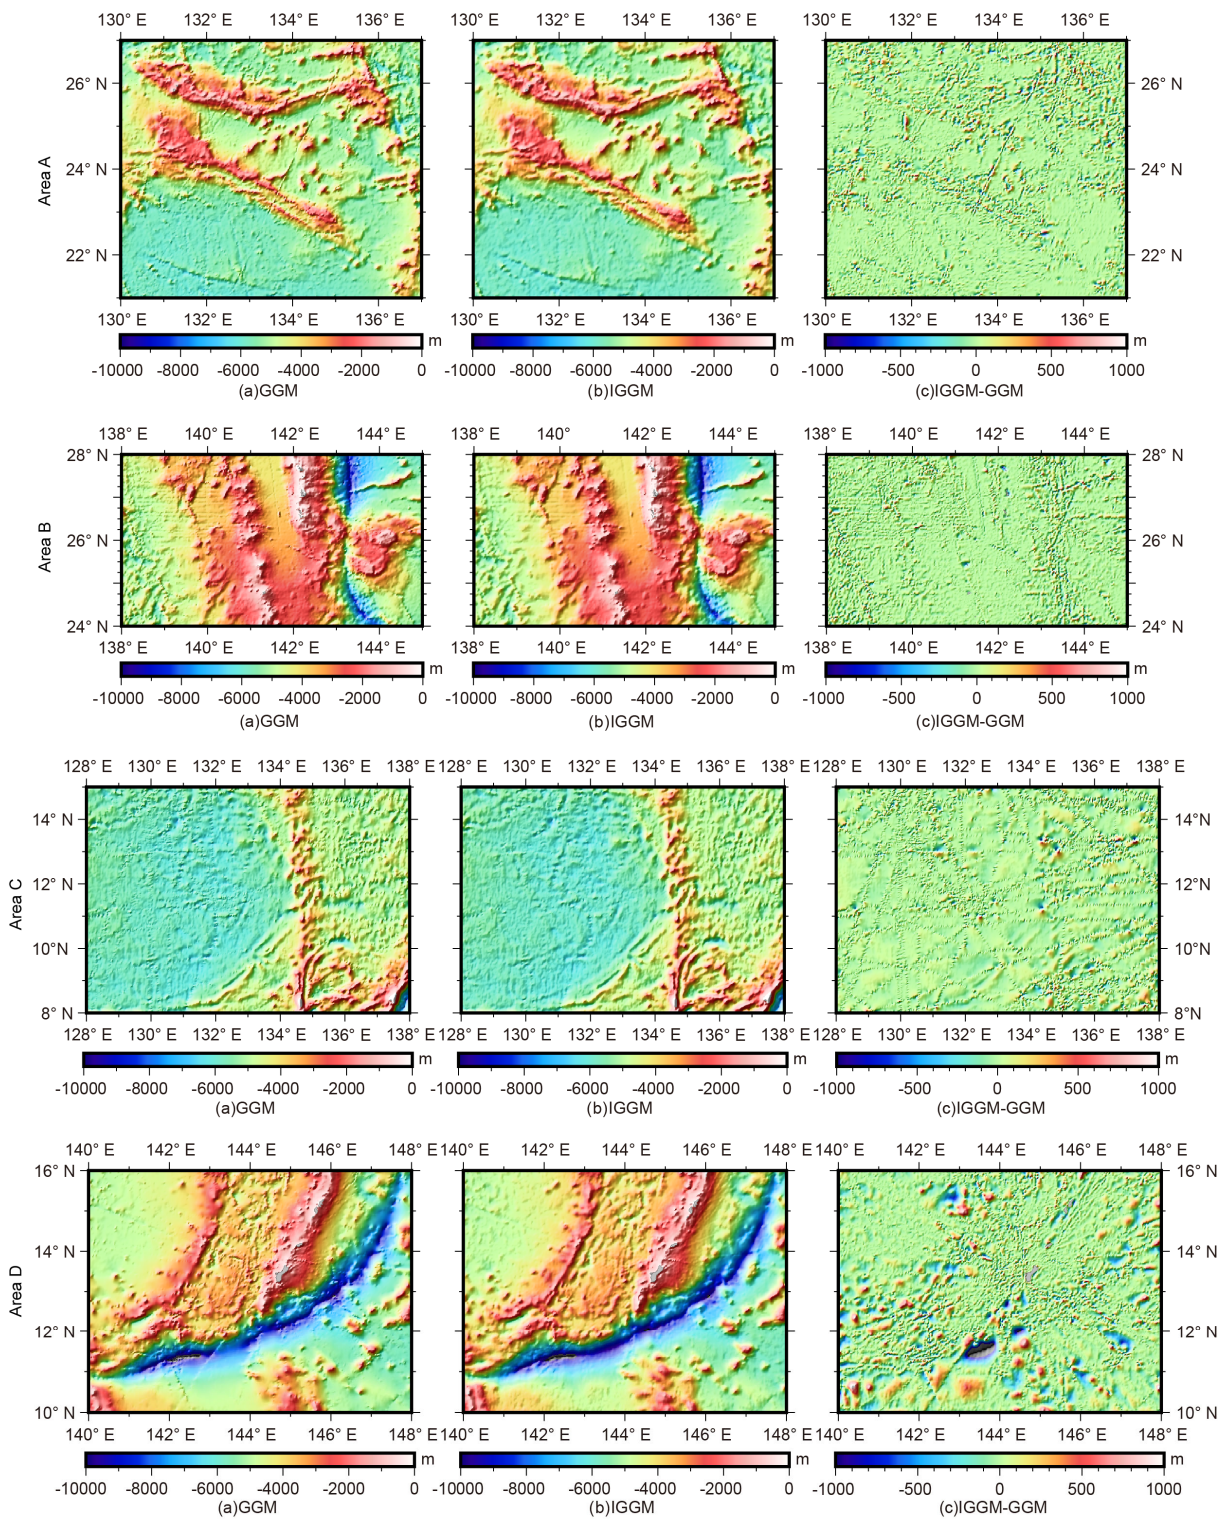 130° E 132° E 134° E 136° E 130° E 132° E 134° E 136° E 130° E 132° E 134° E 136° E
26° N 26° N
24° N 24° N
Area A
22° N 22° N
130° E 132° E 134° E 136° E 130° E 132° E 134° E 136° E 130° E 132° E 134° E 136° E
m m m
-10000 -8000 -6000 -4000 -2000 0 -10000 -8000 -6000 -4000 -2000 0 -1000 -500 0 500 1000
(a)GGM (b)IGGM (c)IGGM-GGM
138° E 140° E 142° E 144° E 138° E 140° 142° E 144° E 138° E 140° E 142° E 144° E
28° N 28° N
Area B
26° N 26° N
24° N 24° N
138° E 140° E 142° E 144° E 138° E 140° E 142° E 144° E 138° E 140° E 142° E 144° E
m m m
-10000 -8000 -6000 -4000 -2000 0 -10000 -8000 -6000 -4000 -2000 0 -1000 -500 0 500 1000
(a)GGM (b)IGGM (c)IGGM-GGM
128° E 130° E 132° E 134° E 136° E 138° E 128° E 130° E 132° E 134° E 136° E 138° E 128° E 130° E 132° E 134° E 136° E 138° E
14° N 14°N
12° N 12°N
Area C
10°N 10°N
8° N 8°N
128° E 130° E 132° E 134° E 136° E 138° E 128° E 130° E 132° E 134° E 136° E 138° E 128° E 130° E 132° E 134° E 136° E 138° E
m m m
-10000 -8000 -6000 -4000 -2000 0 -10000 -8000 -6000 -4000 -2000 0 -1000 -500 0 500 1000
(a)GGM (b)IGGM (c)IGGM-GGM
140° E 142° E 144° E 146° E 148° E 140° E 142° E 144° E 146° E 148° E 140° E 142° E 144° E 146° E 148° E
16° N 16° N
14° N 14° N
Area D
12° N 12° N
10° N 10° N
140° E 142° E 144° E 146° E 148° E 140° E 142° E 144° E 146° E 148° E 140° E 142° E 144° E 146° E 148° E
m m m
-10000 -8000 -6000 -4000 -2000 0 -10000 -8000 -6000 -4000 -2000 0 -1000 -500 0 500 1000
(a)GGM (b)IGGM (c)IGGM-GGM